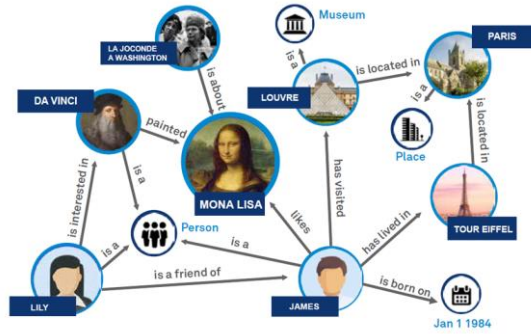 Museum
LA JOCONDE
A WASHINGTON
PARIS
is a
is about
is located in
LOUVRE
DA VINCI
is a
painted
Place
is located in
is interested in
is a
MONA LISA
has visited
TOUR EIFFEL
Person
likes
has lived in
is a
is a
is a friend of
is born on
LILY
JAMES
Jan 1 1984